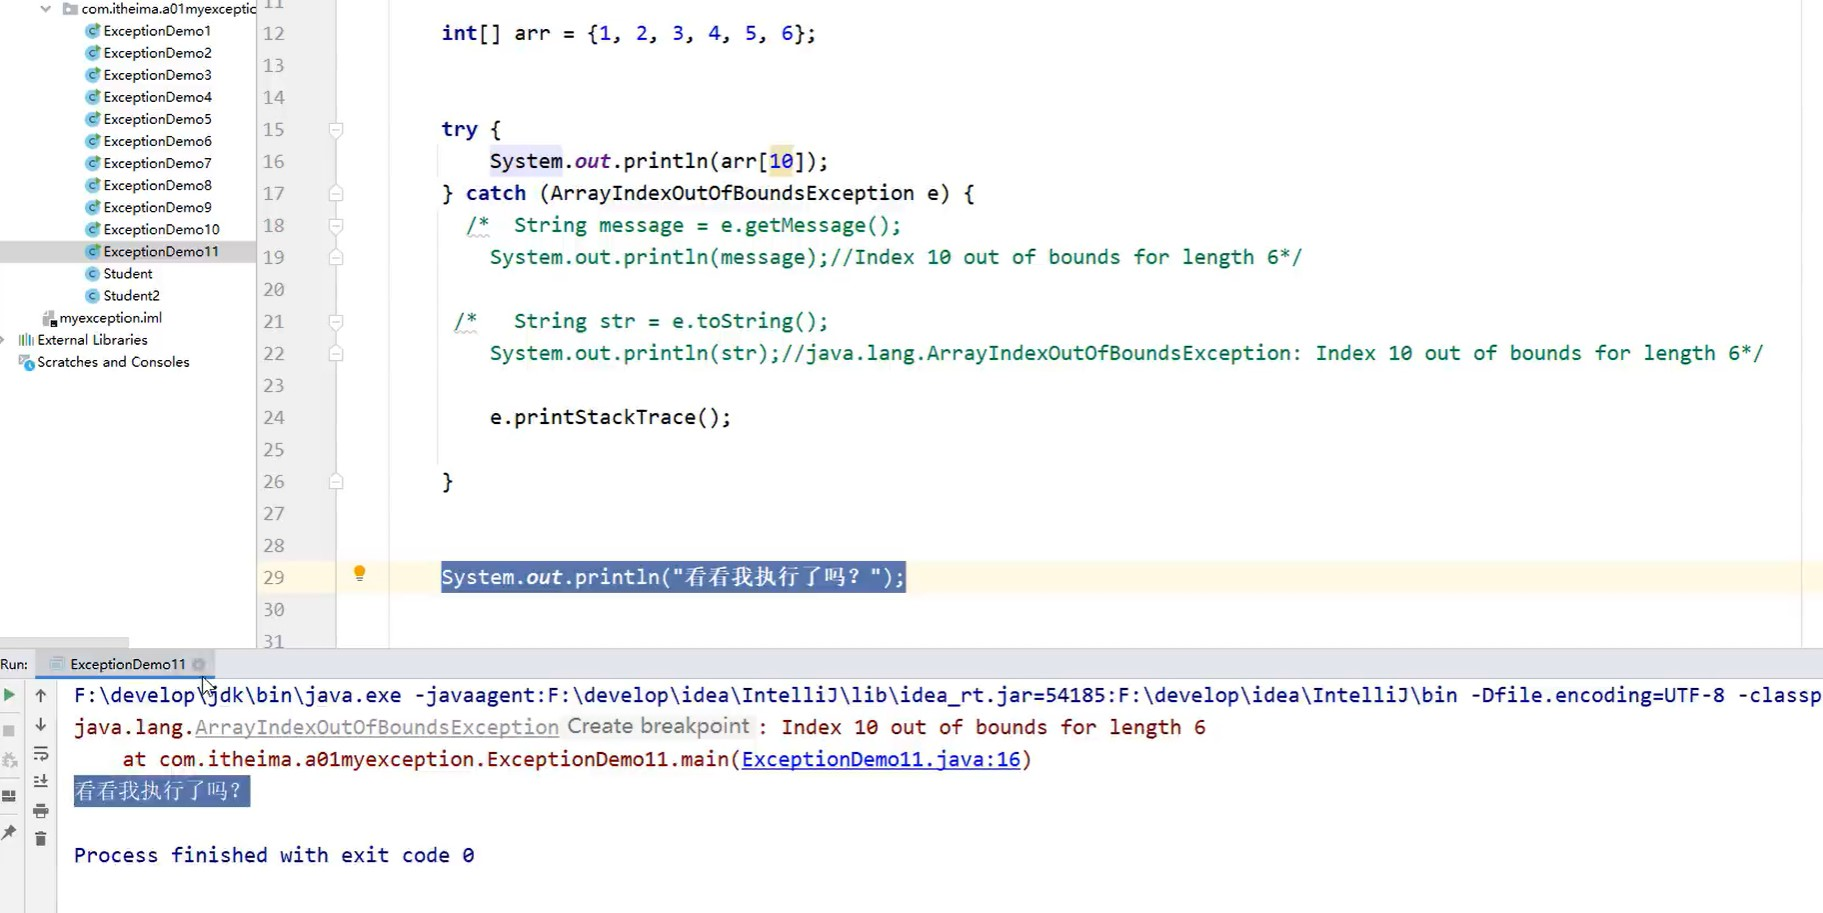 com.itheima.a01myexceptio
ExceptionDemo1
ExceptionDemo2
ExceptionDemo3
ExceptionDemo4
ExceptionDemo5
ExceptionDemo6
ExceptionDemo7
ExceptionDemo8
ExceptionDemo9
ExceptionDemo10
ExceptionDemo11
Student
Student2
myexception.iml
External Libraries
Scratches and Consoles
11
12 int[] arr = {1, 2, 3, 4, 5, 6};
13
14
15 try {
16 System.out.println(arr[10]);
17 } catch (ArrayIndexOutOfBoundsException e) {
18 /* String message = e.getMessage();
19 System.out.println(message);//Index 10 out of bounds for length 6*/
20
21 /* String str = e.toString();
22 System.out.println(str);//java.lang.ArrayIndexOutOfBoundsException: Index 10 out of bounds for length 6*/
23
24 e.printStackTrace();
25
26 }
27
28
29 System.out.println("看看我执行了吗？");
30
31
Run: ExceptionDemo11
F:\develop\jdk\bin\java.exe -javaagent:F:\develop\idea\IntelliJ\lib\idea_rt.jar=54185:F:\develop\idea\IntelliJ\bin -Dfile.encoding=UTF-8 -classp
java.lang.ArrayIndexOutOfBoundsException Create breakpoint : Index 10 out of bounds for length 6
at com.itheima.a01myexception.ExceptionDemo11.main(ExceptionDemo11.java:16)
看看我执行了吗？
Process finished with exit code 0